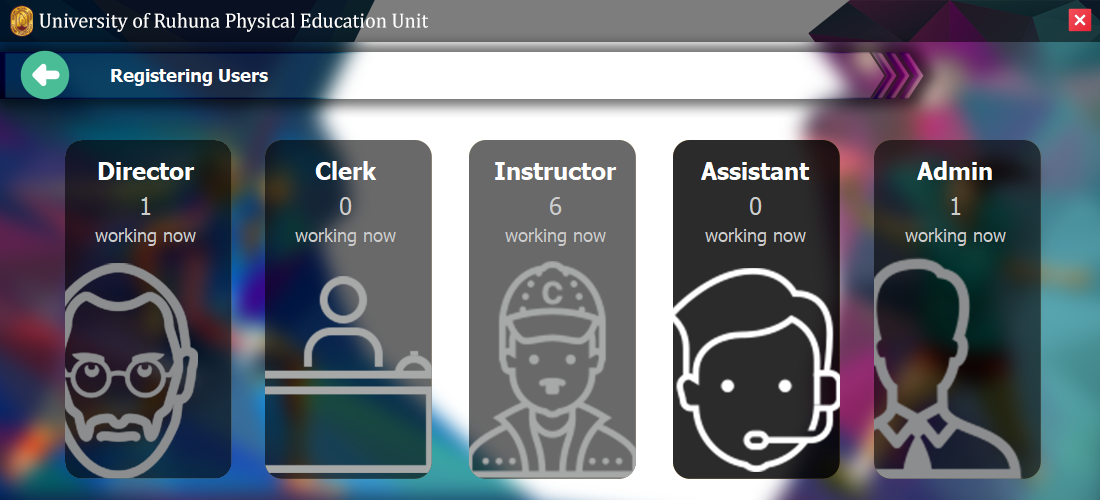 University of Ruhuna Physical Education Unit
Registering Users
Director
1
working now
Clerk
0
working now
Instructor
6
working now
C
Assistant
0
working now
Admin
1
working now